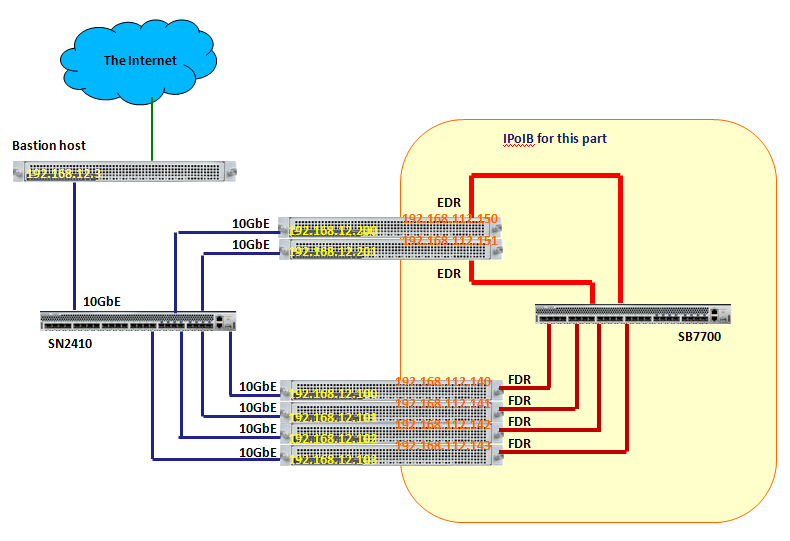 The Internet
Bastion host
IPoIB for this part
192.168.12.3
EDR
192.168.112.150
10GbE
192.168.12.200
192.168.112.151
10GbE
192.168.12.201
EDR
10GbE
SN2410
SB7700
192.168.112.140
FDR
10GbE
192.168.12.100
192.168.112.141
FDR
10GbE
192.168.12.101
192.168.112.142
FDR
10GbE
192.168.12.102
192.168.112.143
FDR
10GbE
192.168.12.103